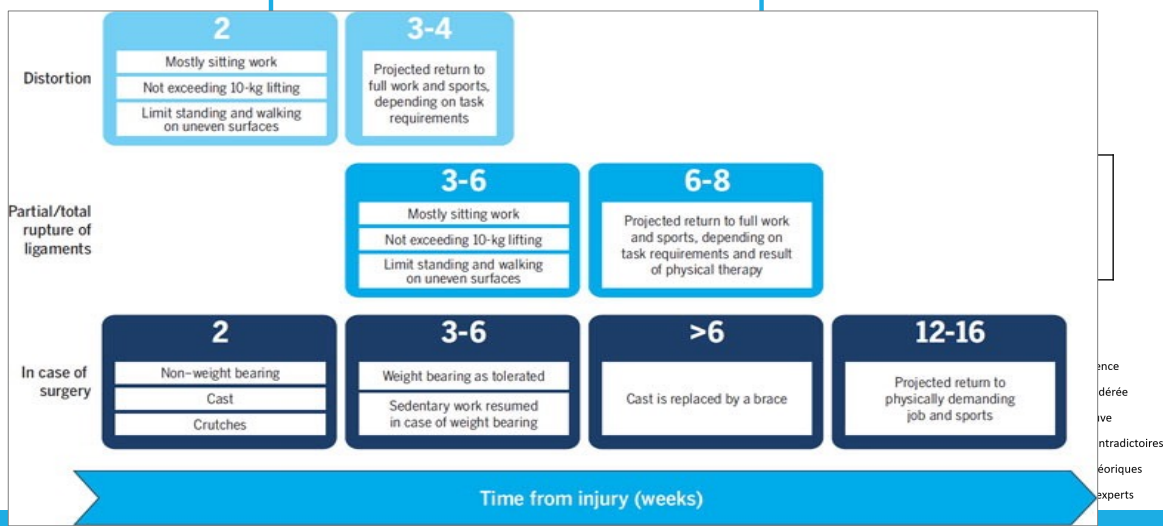 2
Mostly sitting work
Not exceeding 10-kg lifting
Limit standing and walking
on uneven surfaces
3-4
Projected return to
full work and sports,
depending on task
requirements
Distortion
3-6
Mostly sitting work
Not exceeding 10-kg lifting
Limit standing and walking
on uneven surfaces
6-8
Projected return to full work
and sports, depending on
task requirements and result
of physical therapy
Partial/total
rupture of
ligaments
2
Non–weight bearing
Cast
Crutches
3-6
Weight bearing as tolerated
Sedentary work resumed
in case of weight bearing
>6
Cast is replaced by a brace
12-16
Projected return to
physically demanding
job and sports
In case of
surgery
ence
dérée
ntradictoires
éoriques
experts
Time from injury (weeks)